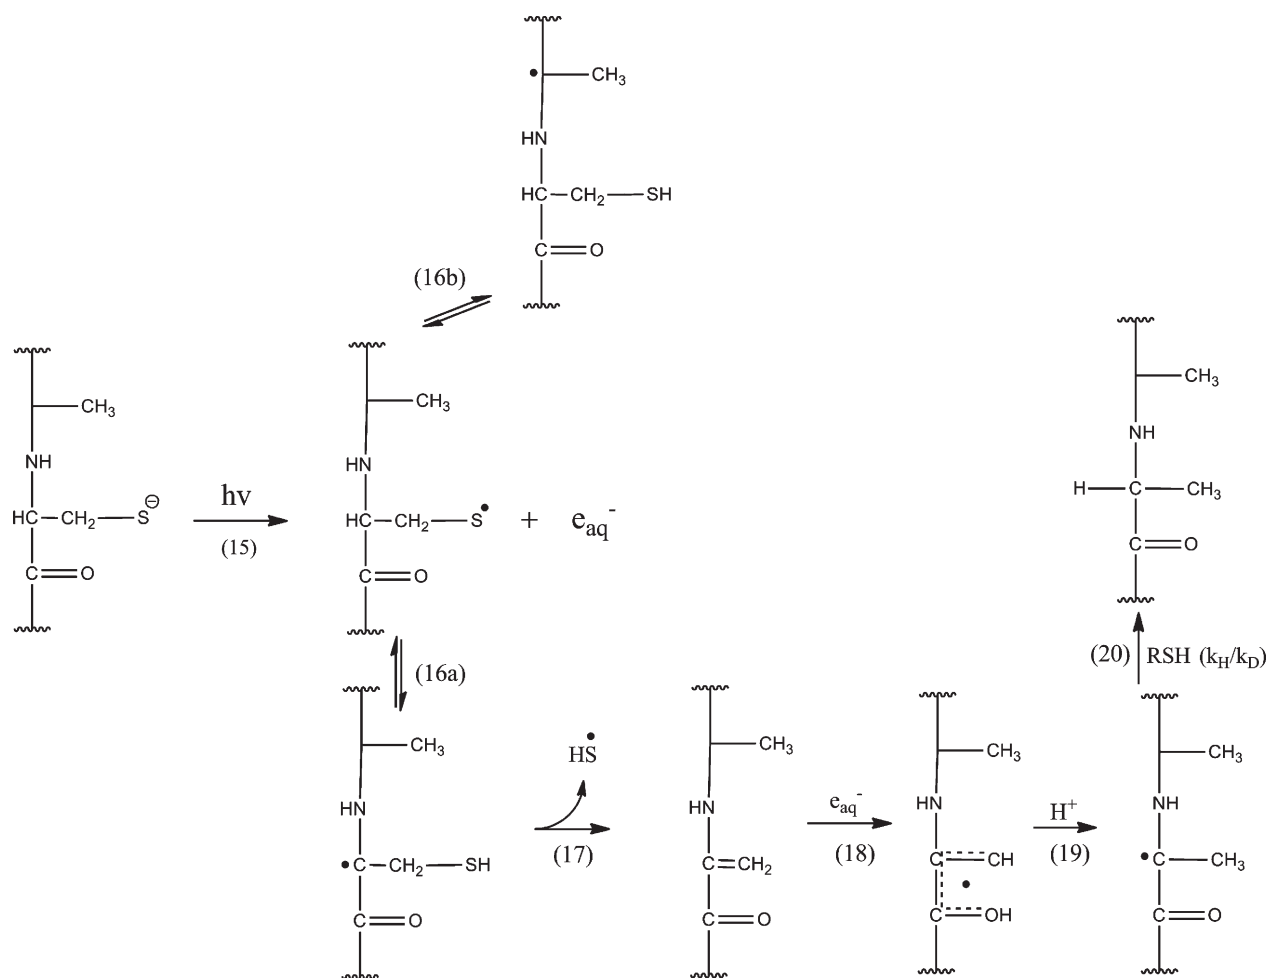 CH3
HN
HC-CH2-SH
C=O
(16b)
CH3
NH
HC-CH2-S⊖
C=O
hν
(15)
CH3
HN
HC-CH2-S•
C=O
+ eaq-
(16a)
CH3
HN
•C-CH2-SH
C=O
HS•
(17)
CH3
HN
C=CH2
C=O
eaq-
(18)
CH3
HN
C=CH
•
C=OH
H+
(19)
CH3
NH
•C-CH3
C=O
(20) RSH (kH/kD)
CH3
NH
H-C-CH3
C=O